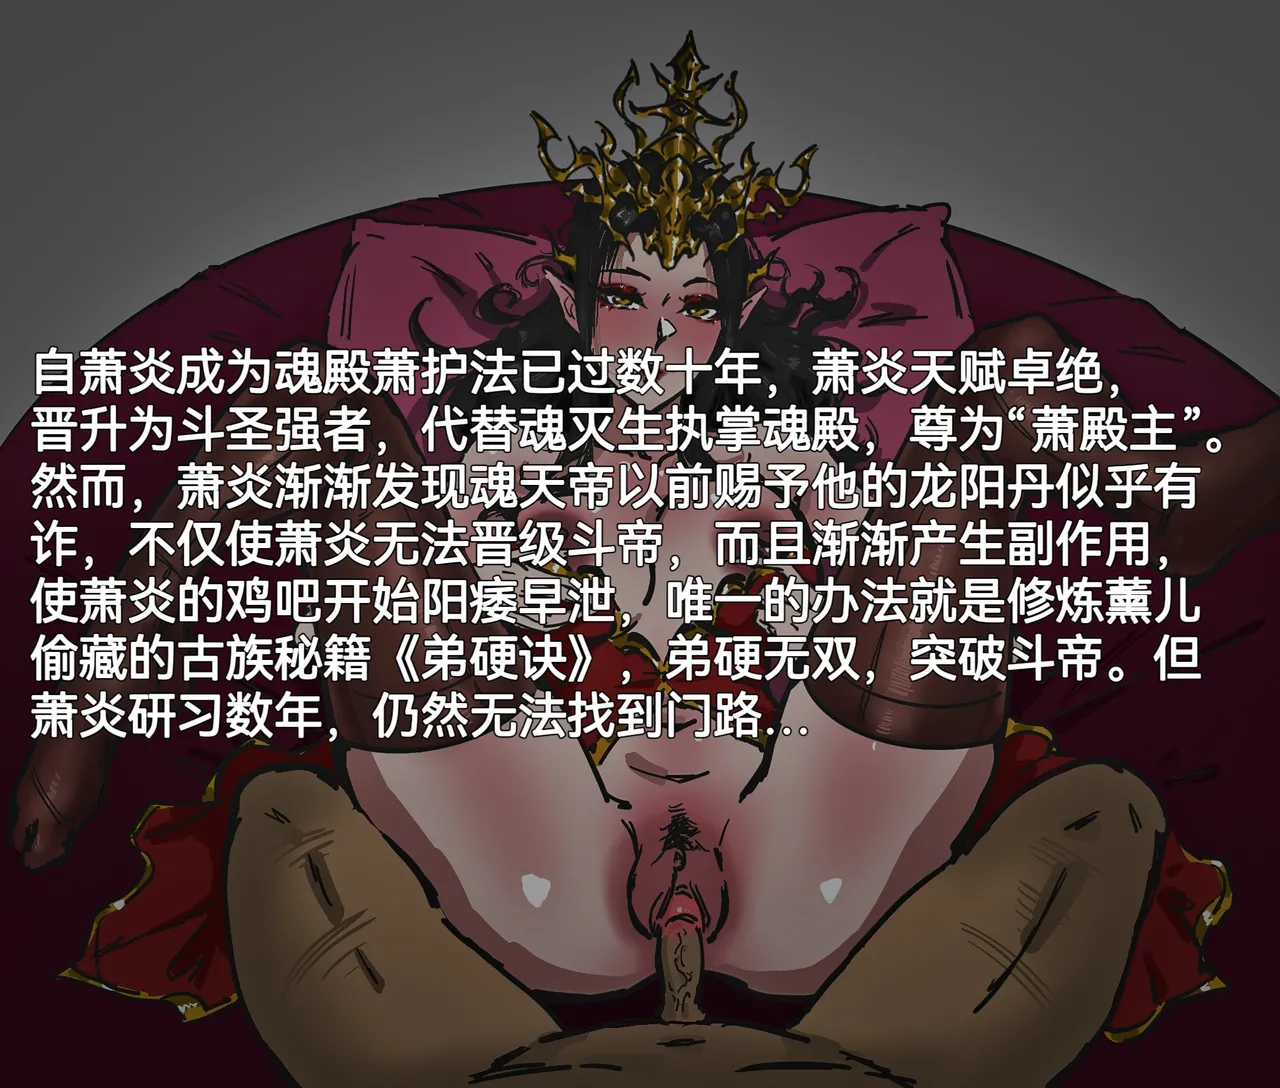 自萧炎成为魂殿萧护法已过数十年，萧炎天赋卓绝，
晋升为斗圣强者，代替魂灭生执掌魂殿，尊为“萧殿主”。
然而，萧炎渐渐发现魂天帝以前赐予他的龙阳丹似乎有
诈，不仅使萧炎无法晋级斗帝，而且渐渐产生副作用，
使萧炎的鸡吧开始阳痿早泄，唯一的办法就是修炼薰儿
偷藏的古族秘籍《弟硬诀》，弟硬无双，突破斗帝。但
萧炎研习数年，仍然无法找到门路…